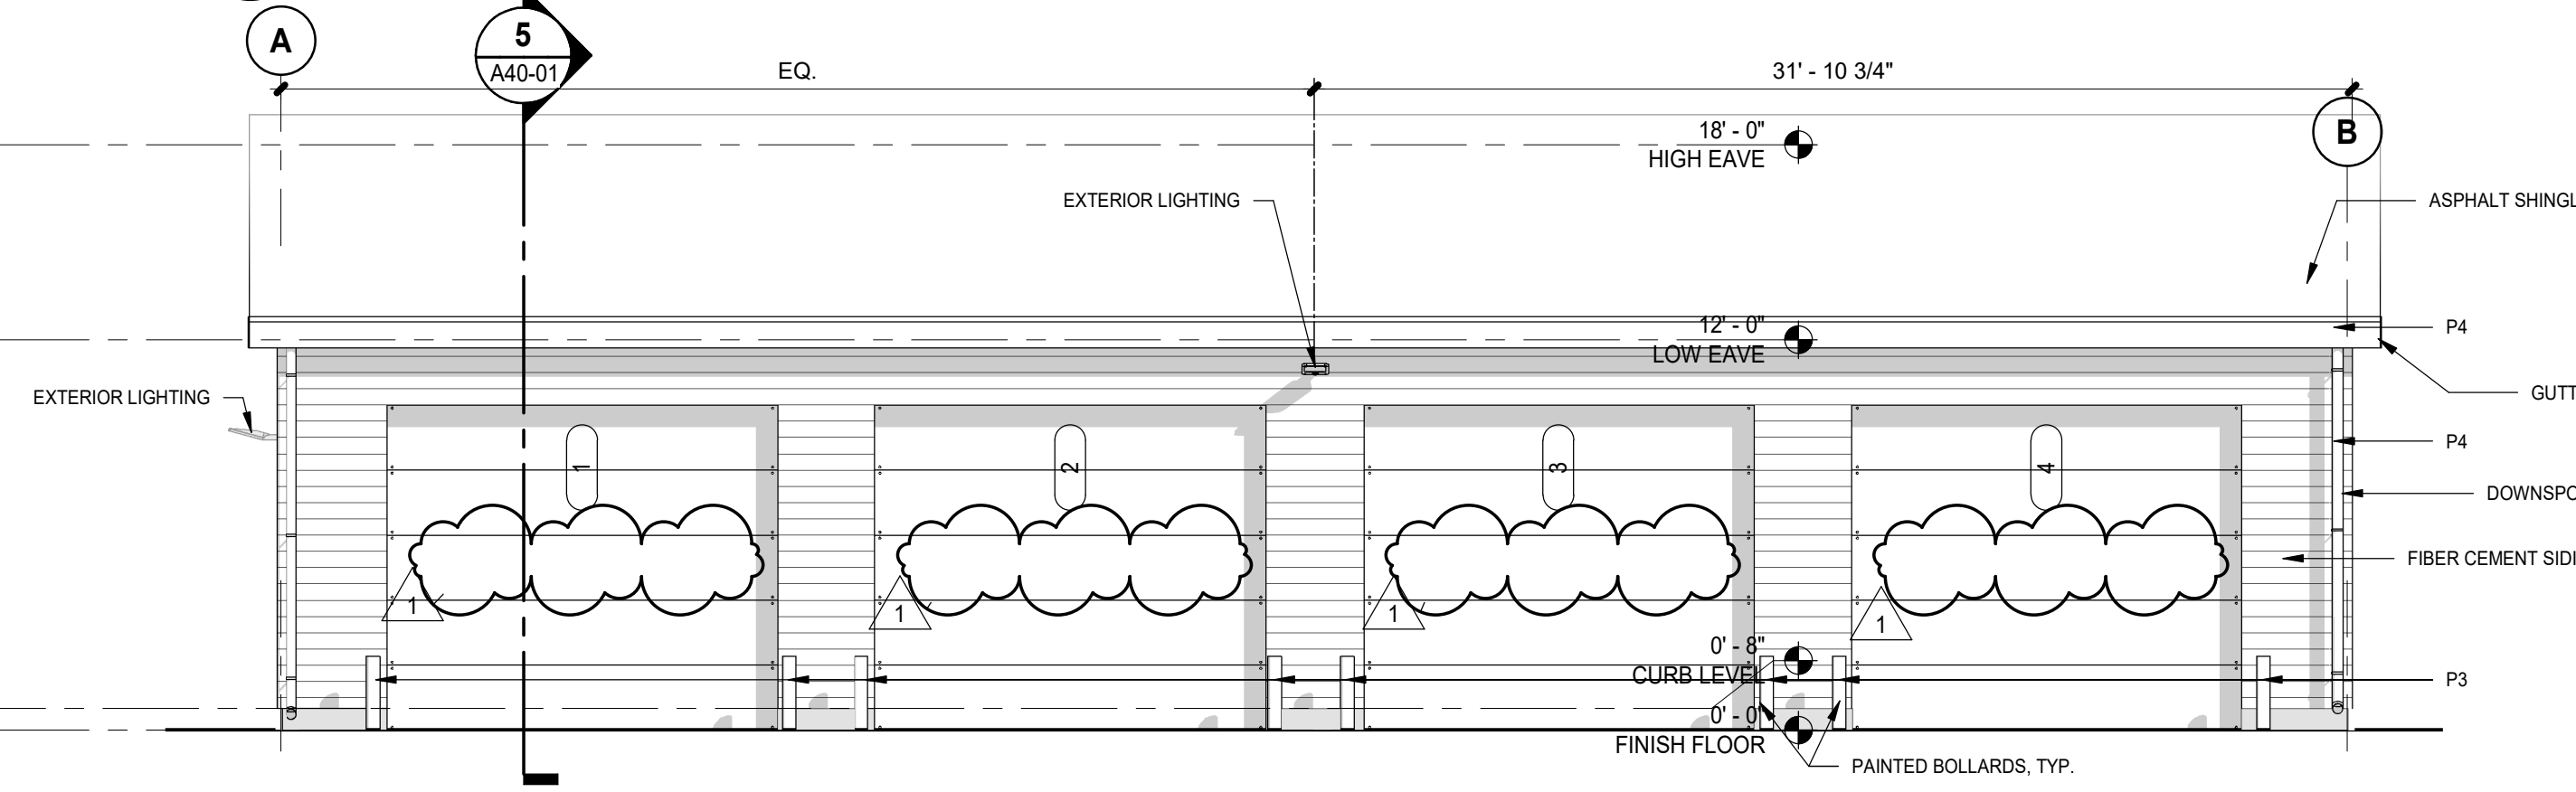 A
5
A40-01
EQ.
31' - 10 3/4"
B
18' - 0"
HIGH EAVE
EXTERIOR LIGHTING
ASPHALT SHINGL
12' - 0"
LOW EAVE
P4
EXTERIOR LIGHTING
GUTT
P4
1
2
3
4
DOWNSPO
FIBER CEMENT SIDI
1
1
1
1
0' - 8"
CURB LEVEL
P3
0' - 0"
FINISH FLOOR
PAINTED BOLLARDS, TYP.